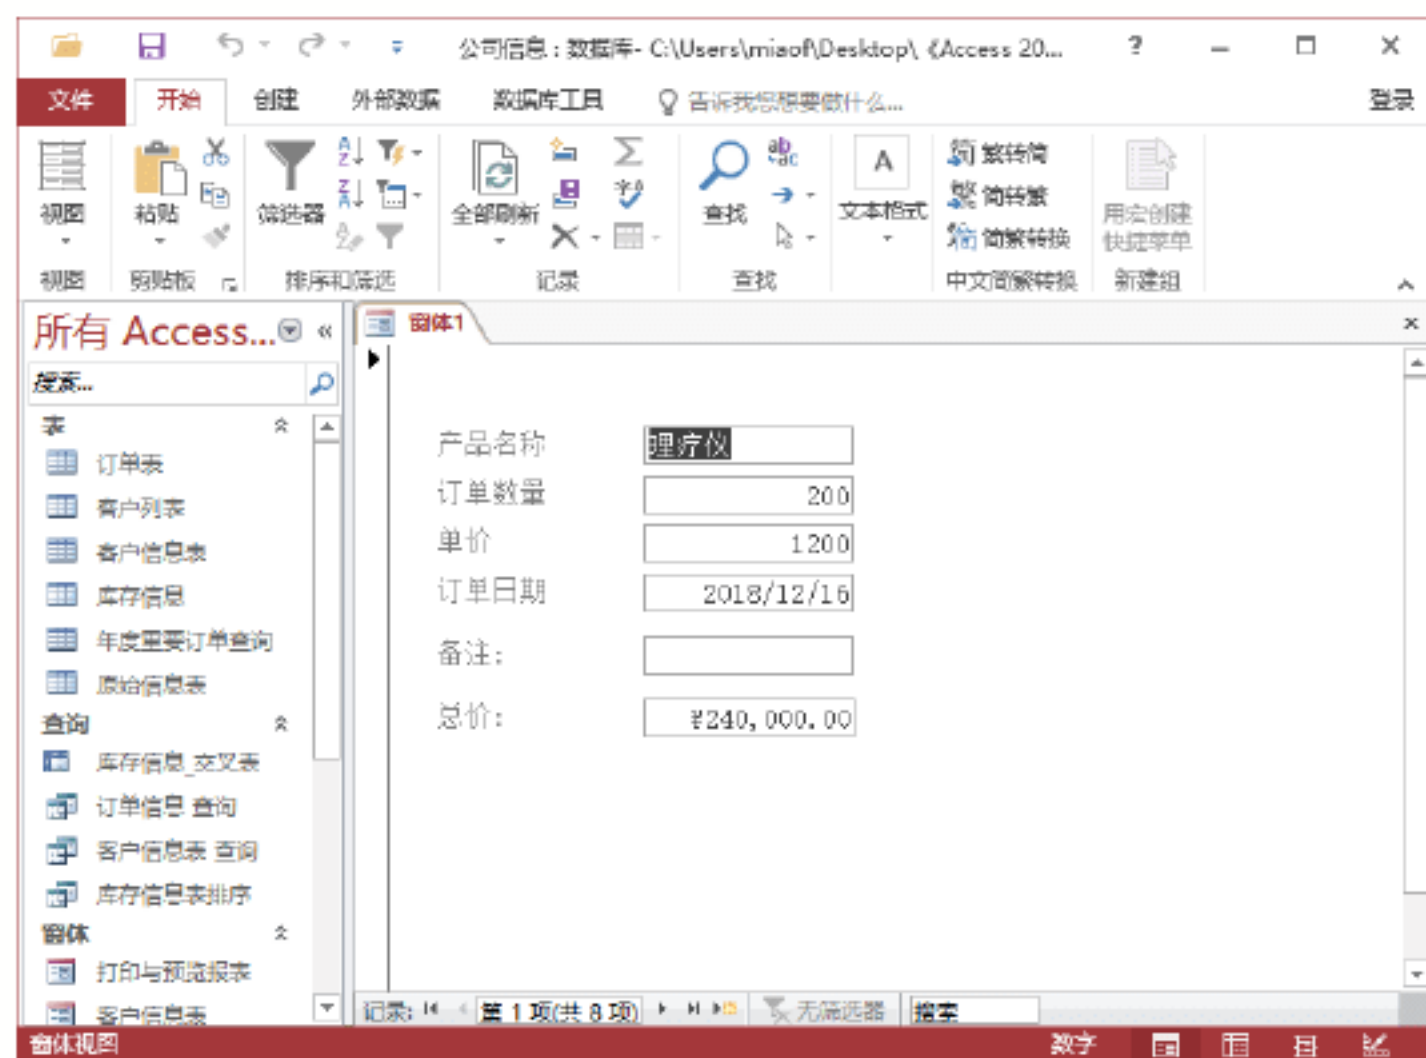 公司信息 : 数据库- C:\Users\miaof\Desktop\《Access 20... ?
文件 开始 创建 外部数据 数据库工具 告诉我您想要做什么... 登录
视图 粘贴 筛选器 全部刷新 查找 文本格式 繁转简 简转繁 简繁转换 用宏创建快捷菜单
视图 剪贴板 排序和筛选 记录 查找 中文简繁转换 新建组
所有 Access... «
搜索...
表
订单表
客户列表
客户信息表
库存信息
年度重要订单查询
原始信息表
查询
库存信息_交叉表
订单信息 查询
客户信息表 查询
库存信息表排序
窗体
打印与预览报表
客户信息表
窗体1
产品名称 理疗仪
订单数量 200
单价 1200
订单日期 2018/12/16
备注:
总价: ¥240,000.00
记录: 第 1 项(共 8 项) 无筛选器 搜索
窗体视图 数字